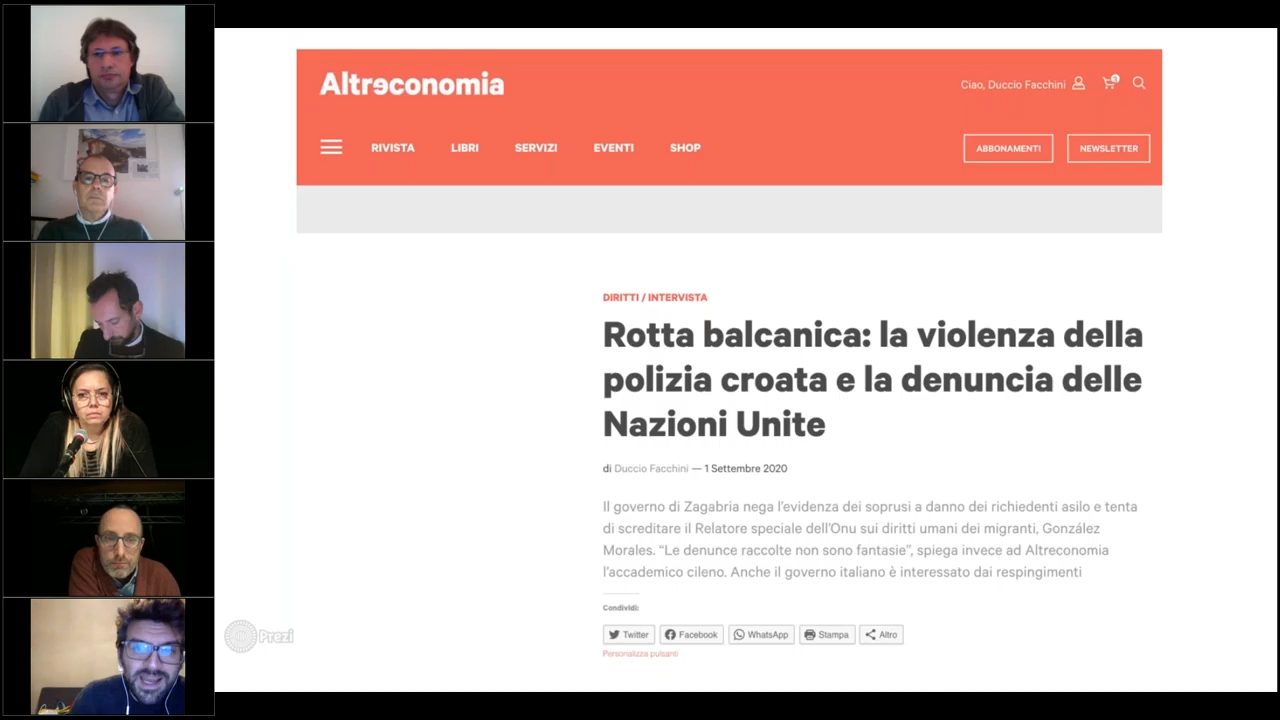 Altreconomia
Ciao, Duccio Facchini
RIVISTA LIBRI SERVIZI EVENTI SHOP
ABBONAMENTI NEWSLETTER
DIRITTI / INTERVISTA
Rotta balcanica: la violenza della
polizia croata e la denuncia delle
Nazioni Unite
di Duccio Facchini — 1 Settembre 2020
Il governo di Zagabria nega l'evidenza dei soprusi a danno dei richiedenti asilo e tenta
di screditare il Relatore speciale dell'Onu sui diritti umani dei migranti, González
Morales. “Le denunce raccolte non sono fantasie”, spiega invece ad Altreconomia
l'accademico cileno. Anche il governo italiano è interessato dai respingimenti
Condividi:
Twitter Facebook WhatsApp Stampa Altro
Personalizza pulsanti
Prezi